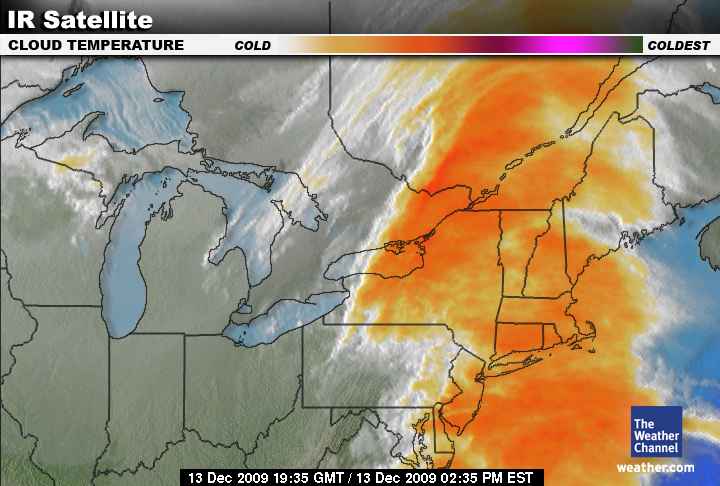 IR Satellite
CLOUD TEMPERATURE
COLD
COLDEST
The
Weather
Channel
weather.com
13 Dec 2009 19:35 GMT / 13 Dec 2009 02:35 PM EST